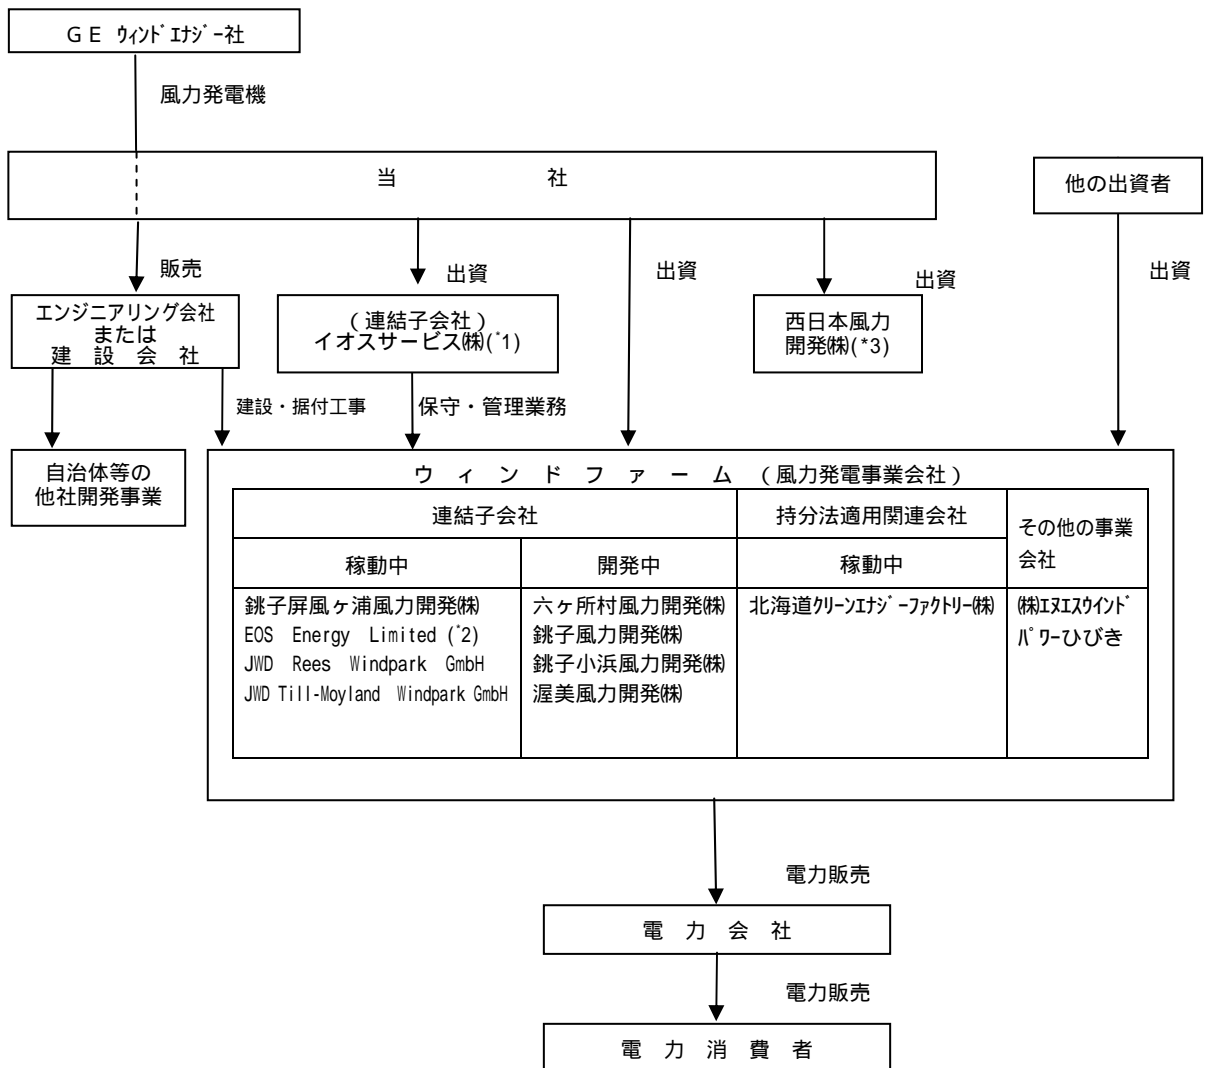 ＧＥ ｳｨﾝﾄﾞｴﾅｼﾞｰ社
風力発電機
当 社
他の出資者
販売
出資
出資
出資
出資
エンジニアリング会社
または
建 設 会 社
（連結子会社）
イオスサービス㈱(*1)
西日本風力
開発㈱(*3)
建設・据付工事
保守・管理業務
自治体等の
他社開発事業
ウ ィ ン ド フ ァ ー ム （風力発電事業会社）
連結子会社
持分法適用関連会社
その他の事業
会社
稼動中
開発中
稼動中
銚子屏風ヶ浦風力開発㈱
EOS Energy Limited (*2)
JWD Rees Windpark GmbH
JWD Till-Moyland Windpark GmbH
六ヶ所村風力開発㈱
銚子風力開発㈱
銚子小浜風力開発㈱
渥美風力開発㈱
北海道ｸﾘｰﾝｴﾅｼﾞｰﾌｧｸﾄﾘｰ㈱
㈱ｴﾇｴｽｳｲﾝﾄﾞ
ﾊﾟﾜｰひびき
電力販売
電 力 会 社
電力販売
電 力 消 費 者